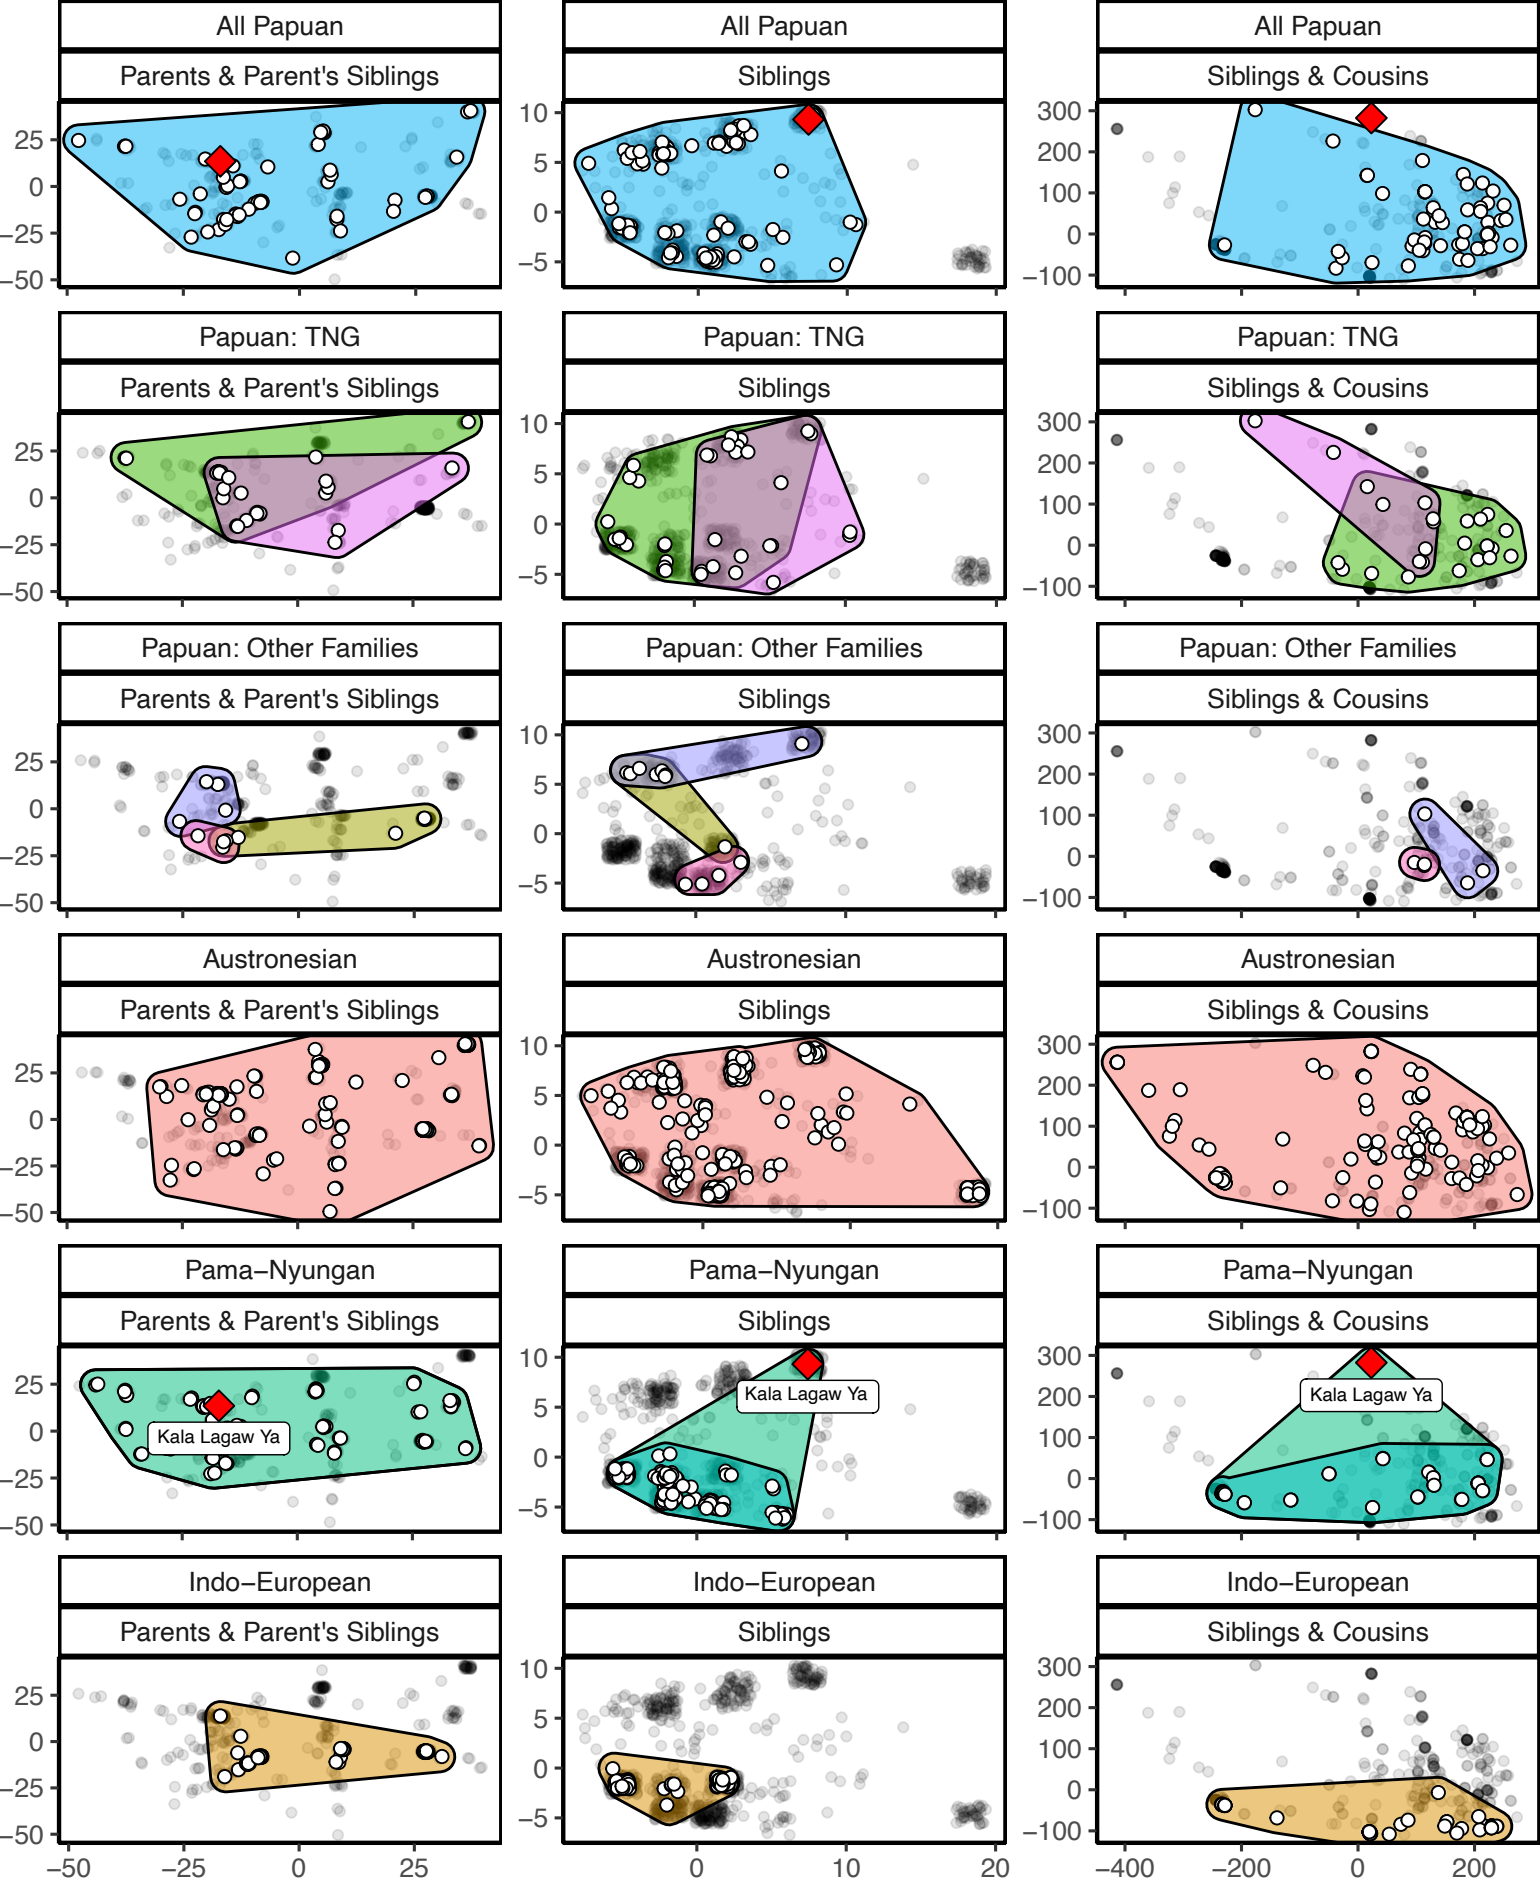 All Papuan All Papuan All Papuan
Parents & Parent's Siblings Siblings Siblings & Cousins
25 10 300
0 5 200
−25 0 100
−50 −5 0
−100
Papuan: TNG Papuan: TNG Papuan: TNG
Parents & Parent's Siblings Siblings Siblings & Cousins
25 10 300
0 5 200
−25 0 100
−50 −5 0
−100
Papuan: Other Families Papuan: Other Families Papuan: Other Families
Parents & Parent's Siblings Siblings Siblings & Cousins
25 10 300
0 5 200
−25 0 100
−50 −5 0
−100
Austronesian Austronesian Austronesian
Parents & Parent's Siblings Siblings Siblings & Cousins
25 10 300
0 5 200
−25 0 100
−50 −5 0
−100
Pama−Nyungan Pama−Nyungan Pama−Nyungan
Parents & Parent's Siblings Siblings Siblings & Cousins
25 10 300
0 5 200
−25 0 100
−50 −5 0
−100
Kala Lagaw Ya Kala Lagaw Ya Kala Lagaw Ya
Indo−European Indo−European Indo−European
Parents & Parent's Siblings Siblings Siblings & Cousins
25 10 300
0 5 200
−25 0 100
−50 −5 0
−100
−50 −25 0 25 0 10 20 −400 −200 0 200